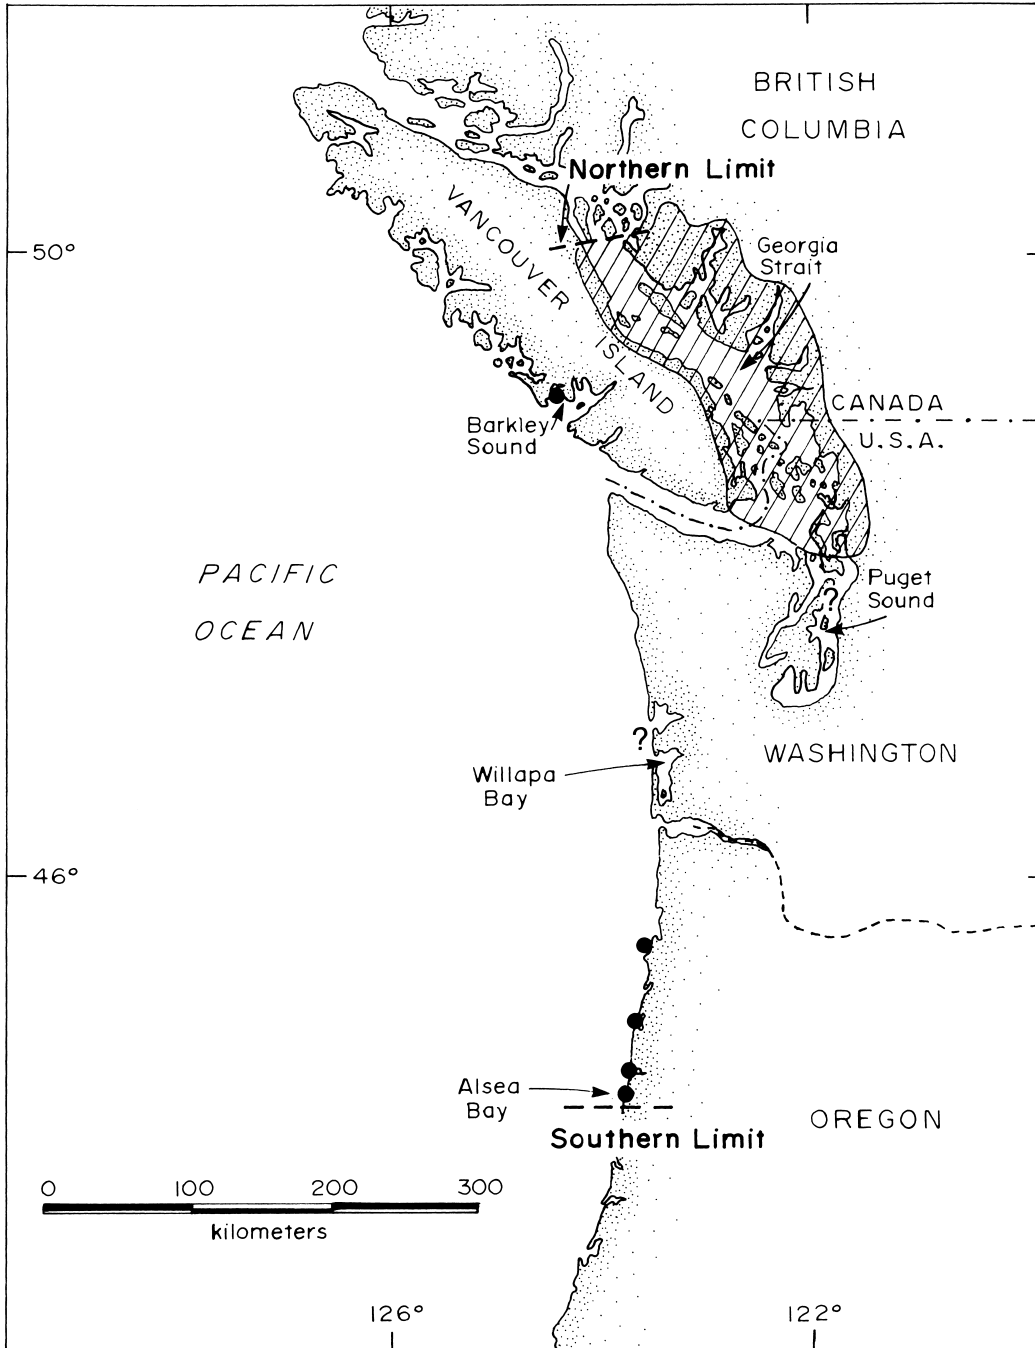 BRITISH
COLUMBIA
Northern Limit
VANCOUVER
ISLAND
50°
Georgia
Strait
CANADA
U.S.A.
Barkley
Sound
PACIFIC
OCEAN
Puget
Sound
?
?
Willapa
Bay
WASHINGTON
46°
Alsea
Bay
OREGON
Southern Limit
0 100 200 300
kilometers
126° 122°